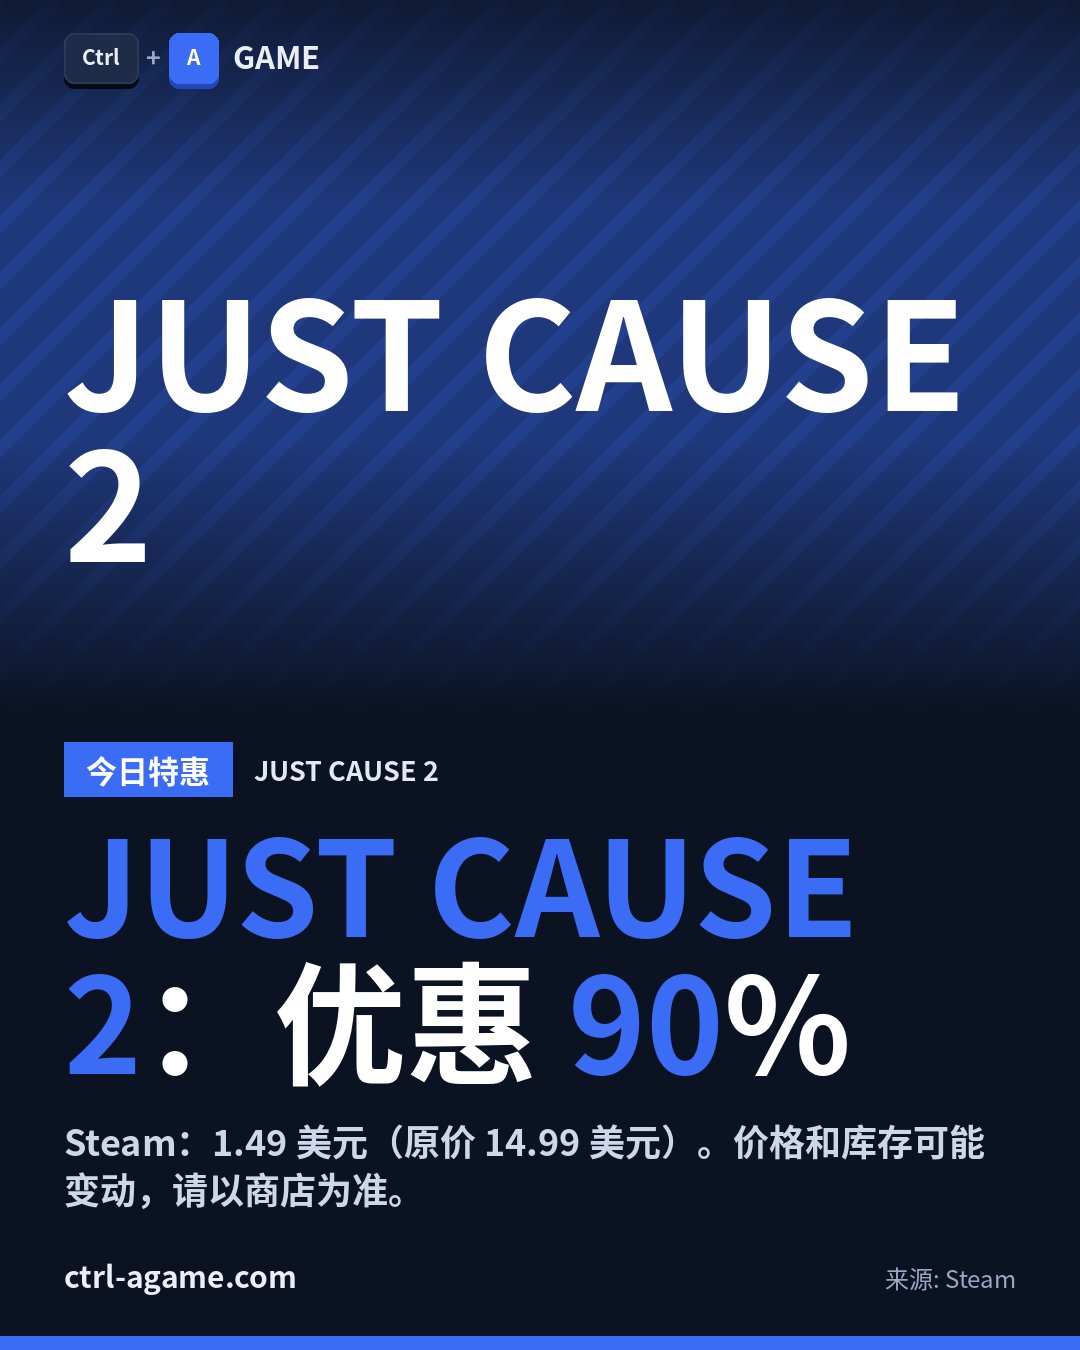 Ctrl + A GAME
JUST CAUSE
2
今日特惠 JUST CAUSE 2
JUST CAUSE
2：优惠 90%
Steam：1.49 美元（原价 14.99 美元）。价格和库存可能
变动，请以商店为准。
ctrl-agame.com 来源: Steam